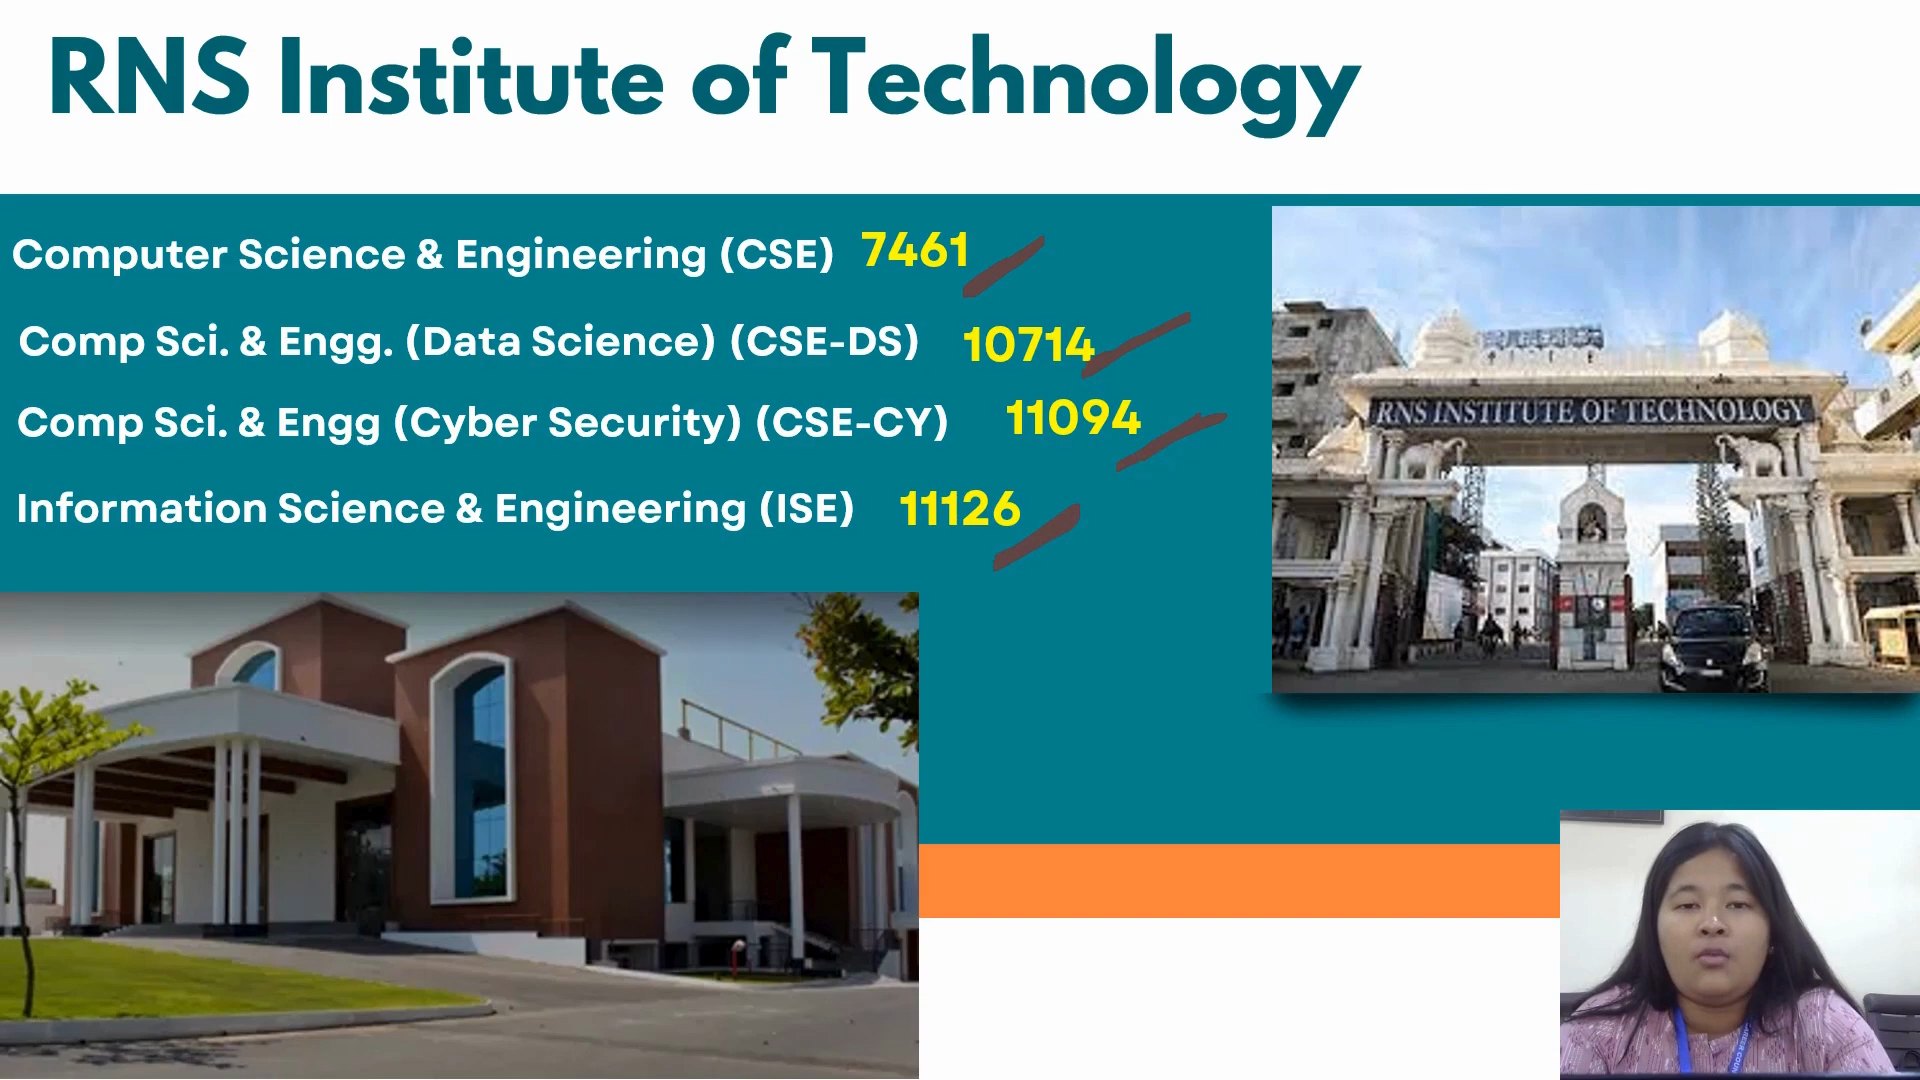 RNS Institute of Technology
Computer Science & Engineering (CSE) 7461
Comp Sci. & Engg. (Data Science) (CSE-DS) 10714
Comp Sci. & Engg (Cyber Security) (CSE-CY) 11094
Information Science & Engineering (ISE) 11126
RNS INSTITUTE OF TECHNOLOGY